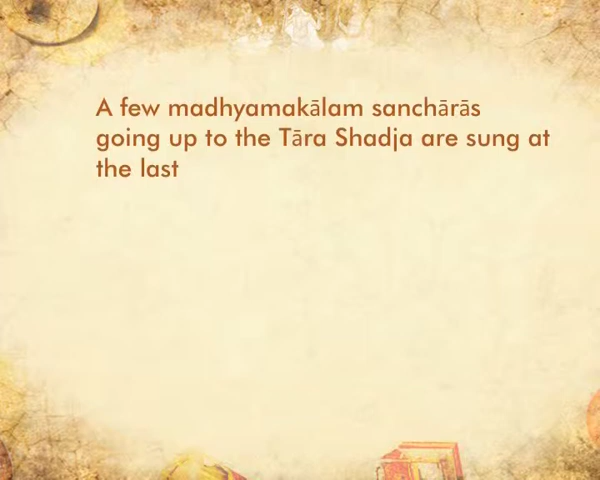 A few madhyamakālam sanchārās
going up to the Tāra Shadja are sung at
the last